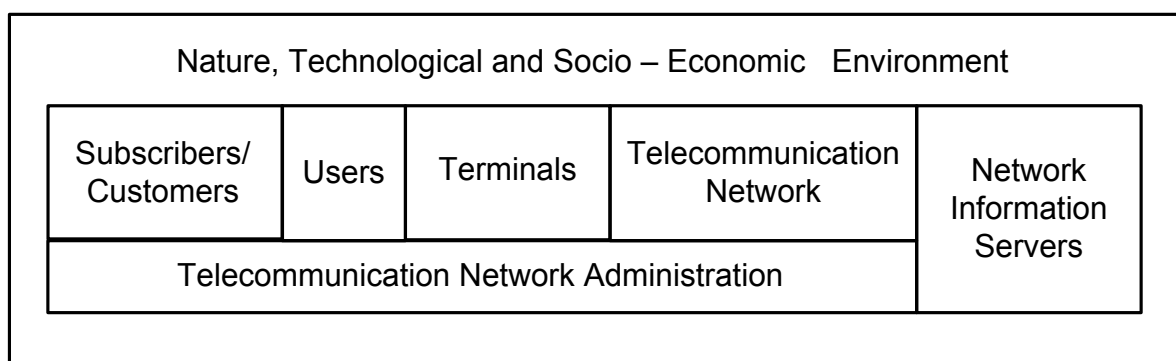 Nature, Technological and Socio – Economic Environment
Subscribers/
Customers
Users
Terminals
Telecommunication
Network
Network
Information
Servers
Telecommunication Network Administration